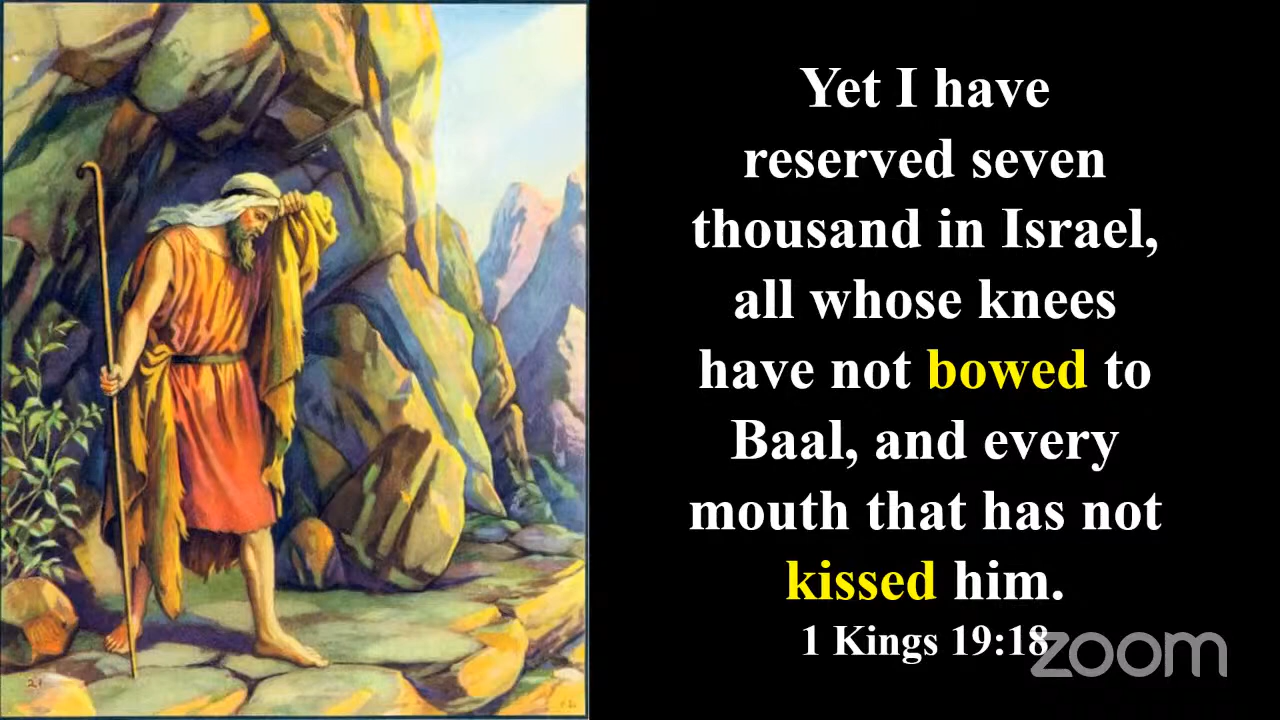 Yet I have
reserved seven
thousand in Israel,
all whose knees
have not bowed to
Baal, and every
mouth that has not
kissed him.
1 Kings 19:18
zoom